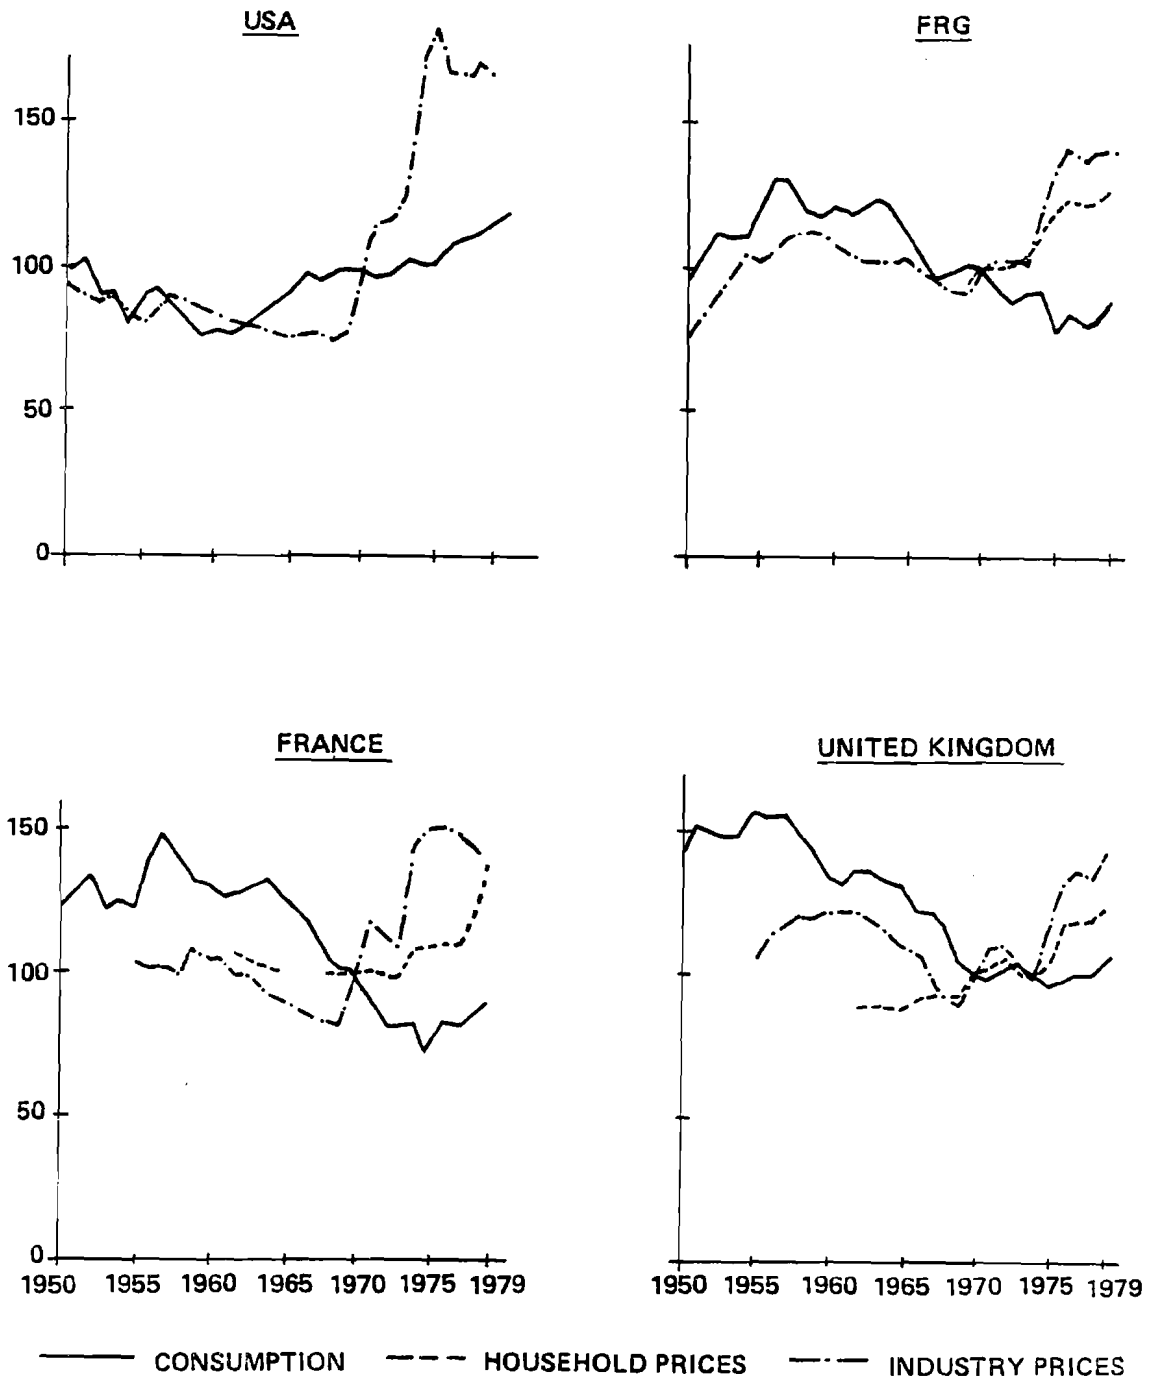 USA
FRG
150
100
50
0
FRANCE
UNITED KINGDOM
150
100
50
0
1950 1955 1960 1965 1970 1975 1979
1950 1955 1960 1965 1970 1975 1979
CONSUMPTION HOUSEHOLD PRICES INDUSTRY PRICES